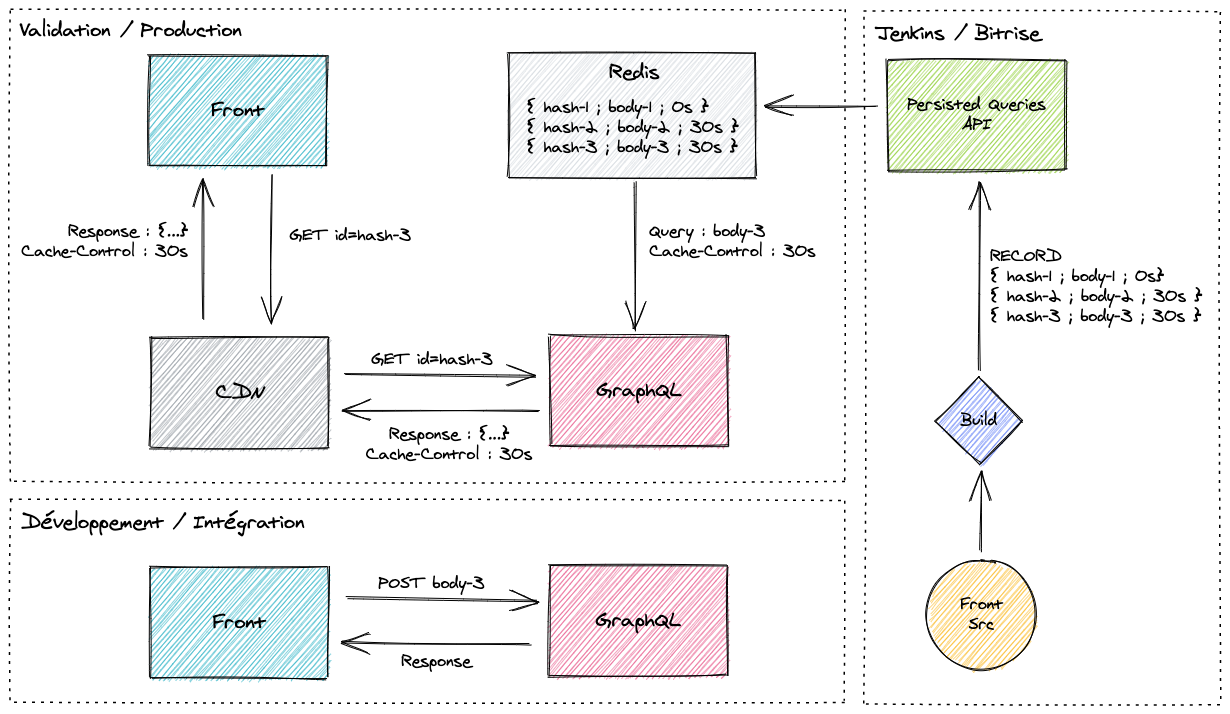 Validation / Production
Front
Redis
{ hash-1 ; body-1 ; 0s }
{ hash-2 ; body-2 ; 30s }
{ hash-3 ; body-3 ; 30s }
Response : {...}
Cache-Control : 30s
GET id=hash-3
Query : body-3
Cache-Control : 30s
CDN
GET id=hash-3
GraphQL
Response : {...}
Cache-Control : 30s
Développement / Intégration
Front
POST body-3
GraphQL
Response
Jenkins / Bitrise
Persisted Queries
API
RECORD
{ hash-1 ; body-1 ; 0s}
{ hash-2 ; body-2 ; 30s }
{ hash-3 ; body-3 ; 30s }
Build
Front
Src